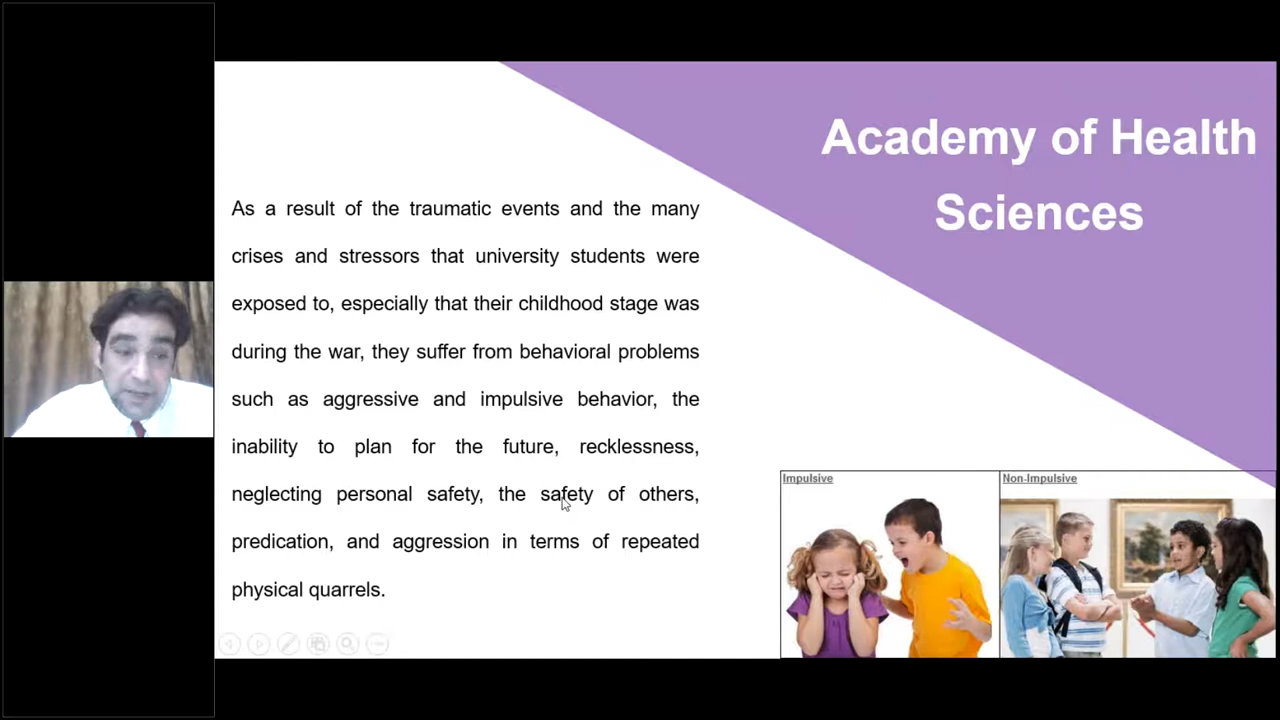 Academy of Health
Sciences
As a result of the traumatic events and the many
crises and stressors that university students were
exposed to, especially that their childhood stage was
during the war, they suffer from behavioral problems
such as aggressive and impulsive behavior, the
inability to plan for the future, recklessness,
neglecting personal safety, the safety of others,
predication, and aggression in terms of repeated
physical quarrels.
Impulsive
Non-Impulsive